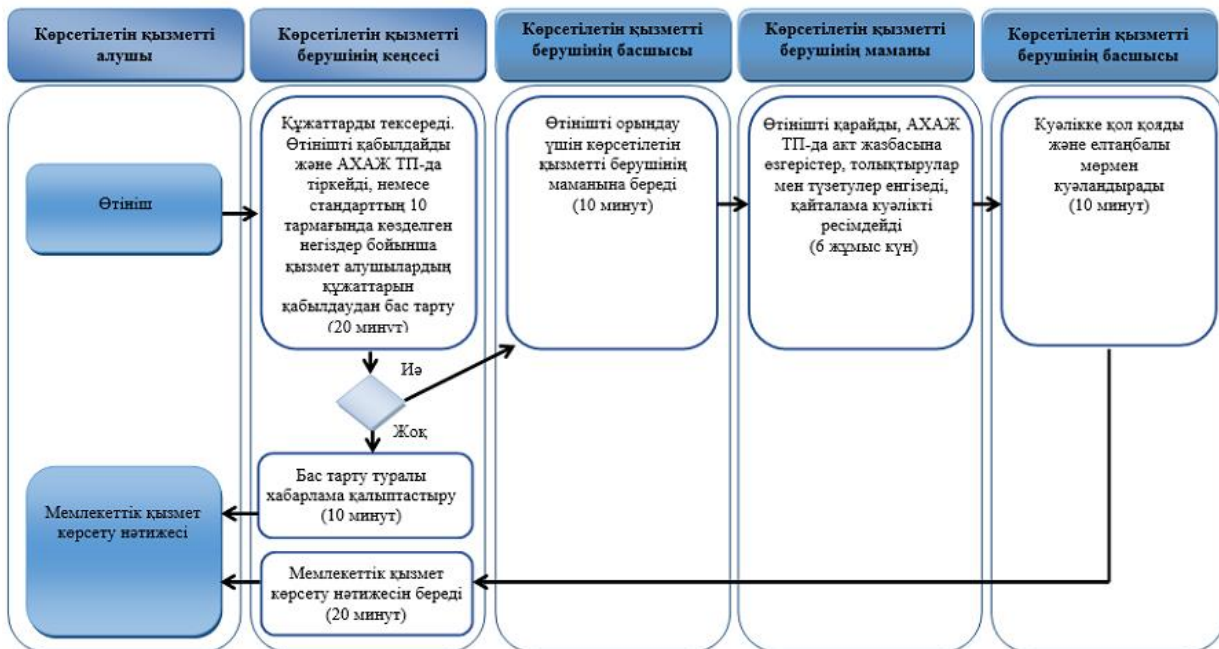 Көрсетілетін қызметті
алушы
Көрсетілетін қызметті
берушінің кеңсесі
Көрсетілетін қызметті
берушінің басшысы
Көрсетілетін қызметті
берушінің маманы
Көрсетілетін қызметті
берушінің басшысы
Өтініш
Құжаттарды тексереді.
Өтінішті қабылдайды
және АХАЖ ТП-да
тіркейді, немесе
стандарттың 10
тармағында көзделген
негіздер бойынша
қызмет алушылардың
құжаттарын
қабылдаудан бас тарту
(20 минут)
Өтінішті орындау
үшін көрсетілетін
қызметті берушінің
маманына береді
(10 минут)
Өтінішті қарайды, АХАЖ
ТП-да акт жазбасына
өзгерістер, толықтырулар
мен түзетулер енгізеді,
қайталама куәлікті
ресімдейді
(6 жұмыс күн)
Куәлікке қол қояды
және елтаңбалы
мөрмен
куәландырады
(10 минут)
Иә
Жоқ
Бас тарту туралы
хабарлама қалыптастыру
(10 минут)
Мемлекеттік қызмет
көрсету нәтижесі
Мемлекеттік қызмет
көрсету нәтижесін береді
(20 минут)